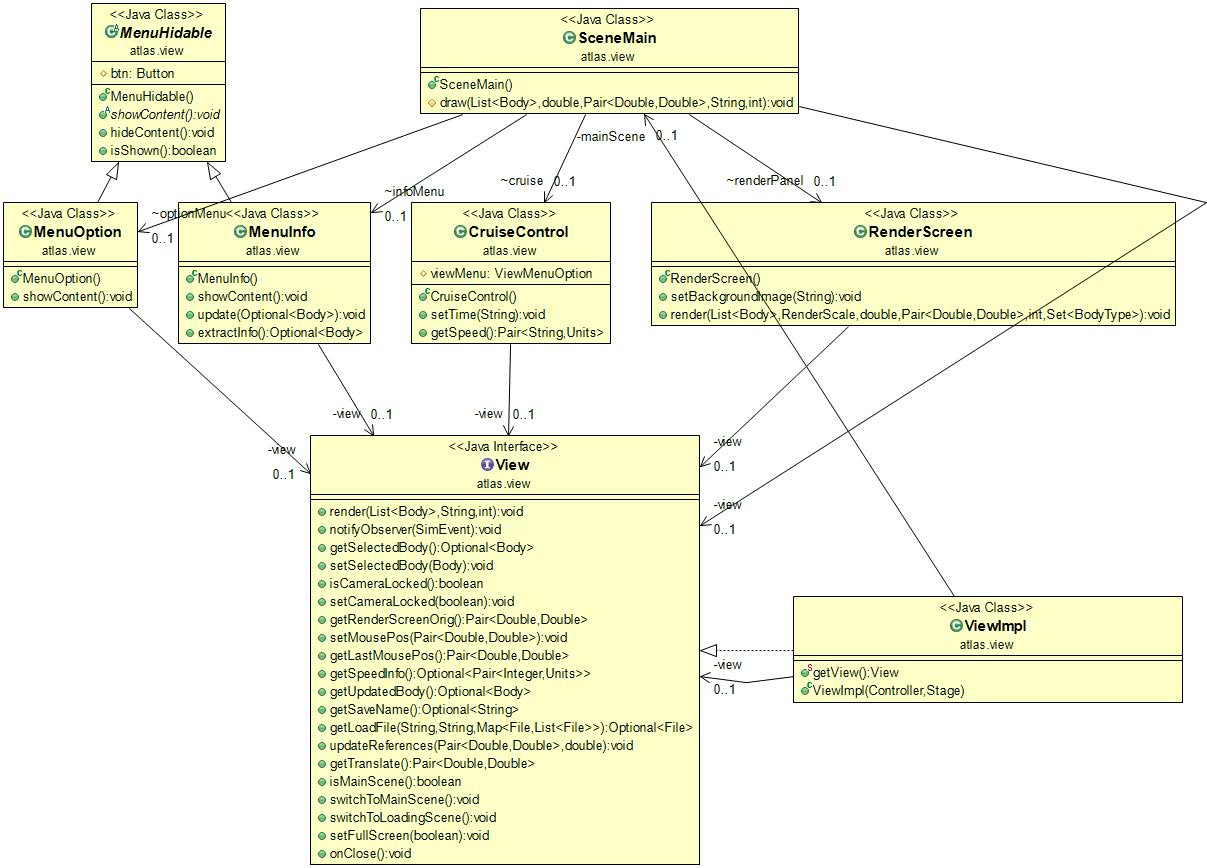 <<Java Class>>
MenuHidable
atlas.view
btn: Button
MenuHidable()
showContent():void
hideContent():void
isShown():boolean
<<Java Class>>
SceneMain
atlas.view
SceneMain()
draw(List<Body>,double,Pair<Double,Double>,String,int):void
-mainScene 0..1
~optionMenu
0..1
~infoMenu
0..1
~cruise 0..1
~renderPanel 0..1
<<Java Class>>
MenuOption
atlas.view
MenuOption()
showContent():void
<<Java Class>>
MenuInfo
atlas.view
MenuInfo()
showContent():void
update(Optional<Body>):void
extractInfo():Optional<Body>
<<Java Class>>
CruiseControl
atlas.view
viewMenu: ViewMenuOption
CruiseControl()
setTime(String):void
getSpeed():Pair<String,Units>
<<Java Class>>
RenderScreen
atlas.view
RenderScreen()
setBackgroundImage(String):void
render(List<Body>,RenderScale,double,Pair<Double,Double>,int,Set<BodyType>):void
-view
0..1
-view 0..1
-view 0..1
-view
0..1
-view
0..1
<<Java Interface>>
View
atlas.view
render(List<Body>,String,int):void
notifyObserver(SimEvent):void
getSelectedBody():Optional<Body>
setSelectedBody(Body):void
isCameraLocked():boolean
setCameraLocked(boolean):void
getRenderScreenOrig():Pair<Double,Double>
setMousePos(Pair<Double,Double>):void
getLastMousePos():Pair<Double,Double>
getSpeedInfo():Optional<Pair<Integer,Units>>
getUpdatedBody():Optional<Body>
getSaveName():Optional<String>
getLoadFile(String,String,Map<File,List<File>>):Optional<File>
updateReferences(Pair<Double,Double>,double):void
getTranslate():Pair<Double,Double>
isMainScene():boolean
switchToMainScene():void
switchToLoadingScene():void
setFullScreen(boolean):void
onClose():void
-view
0..1
<<Java Class>>
ViewImpl
atlas.view
getView():View
ViewImpl(Controller,Stage)